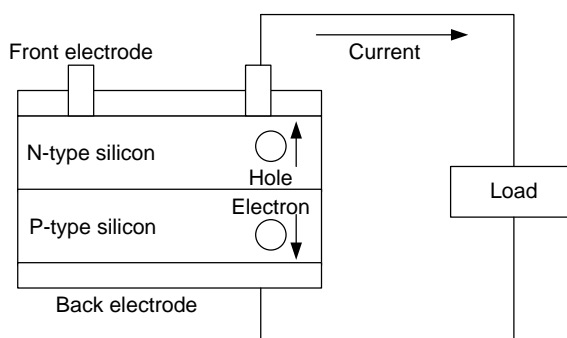 Front electrode
Current
N-type silicon
Hole
Load
Electron
P-type silicon
Back electrode